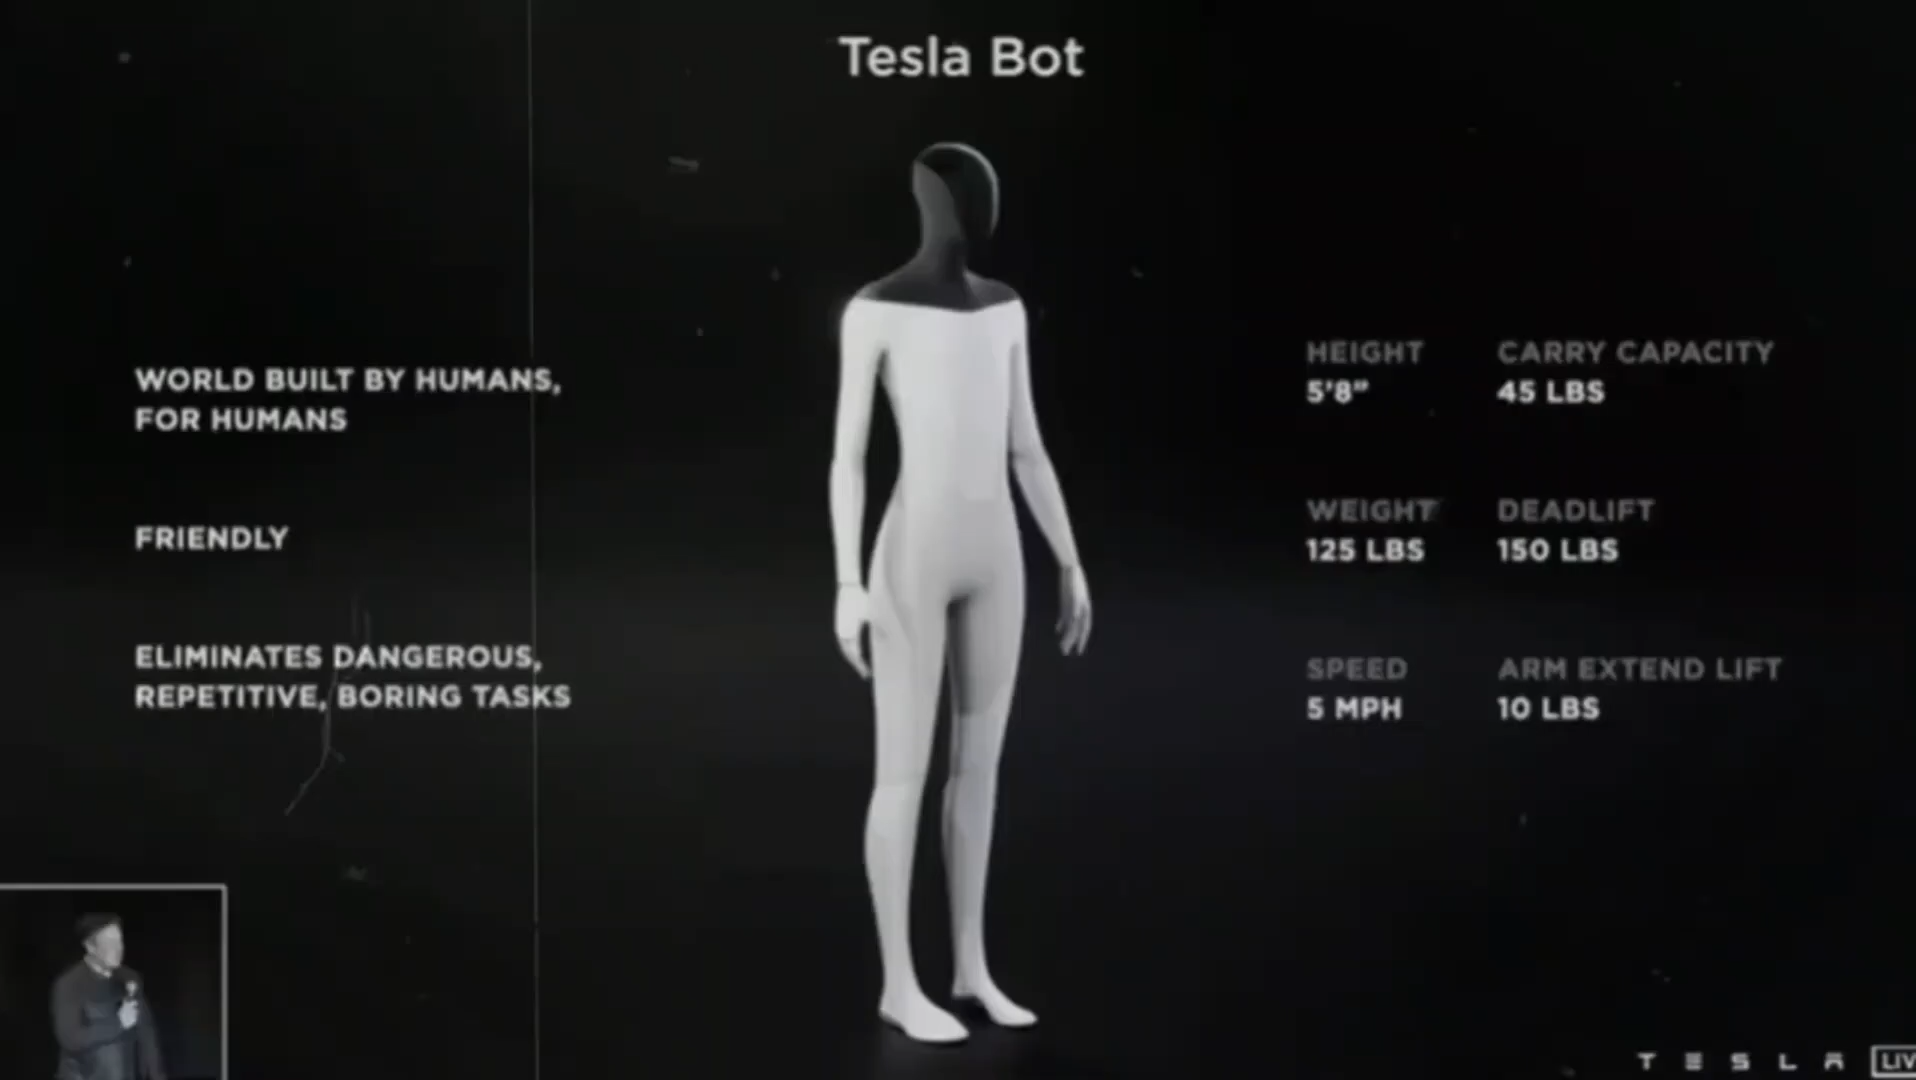 Tesla Bot
WORLD BUILT BY HUMANS,
FOR HUMANS
FRIENDLY
ELIMINATES DANGEROUS,
REPETITIVE, BORING TASKS
HEIGHT
5'8"
CARRY CAPACITY
45 LBS
WEIGHT
125 LBS
DEADLIFT
150 LBS
SPEED
5 MPH
ARM EXTEND LIFT
10 LBS
TESLA LIV